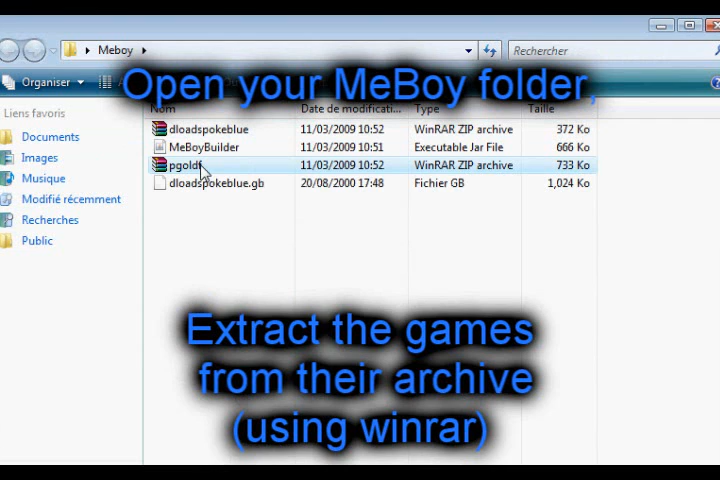 Meboy
Rechercher
Organiser
Open your MeBoy folder,
Liens favoris
Nom Date de modificati... Type Taille
Documents
Images
Musique
Modifié récemment
Recherches
Public
dloadspokeblue 11/03/2009 10:52 WinRAR ZIP archive 372 Ko
MeBoyBuilder 11/03/2009 10:51 Executable Jar File 666 Ko
pgoldf 11/03/2009 10:52 WinRAR ZIP archive 733 Ko
dloadspokeblue.gb 20/08/2000 17:48 Fichier GB 1,024 Ko
Extract the games
from their archive
(using winrar)